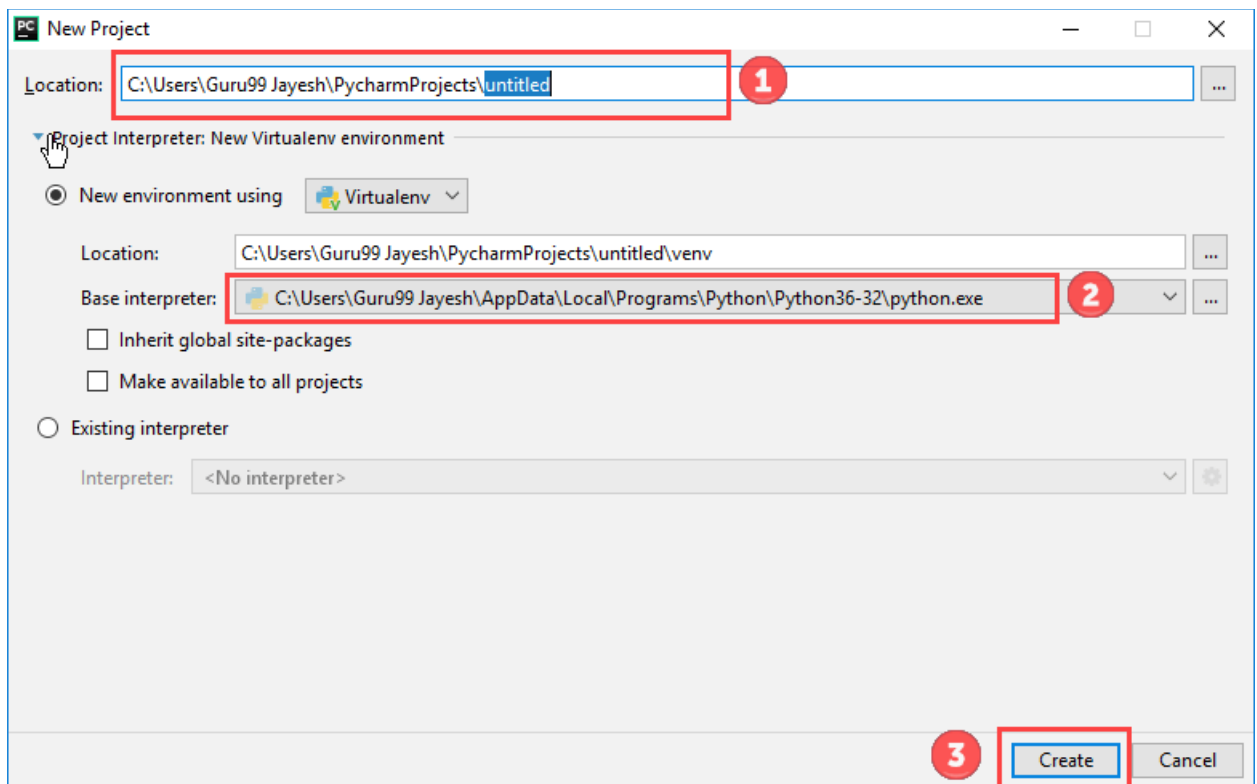 PC New Project
Location: C:\Users\Guru99 Jayesh\PycharmProjects\untitled ... 1
Project Interpreter: New Virtualenv environment
New environment using Virtualenv
Location: C:\Users\Guru99 Jayesh\PycharmProjects\untitled\venv ...
Base interpreter: C:\Users\Guru99 Jayesh\AppData\Local\Programs\Python\Python36-32\python.exe 2 ...
Inherit global site-packages
Make available to all projects
Existing interpreter
Interpreter: <No interpreter>
3 Create Cancel